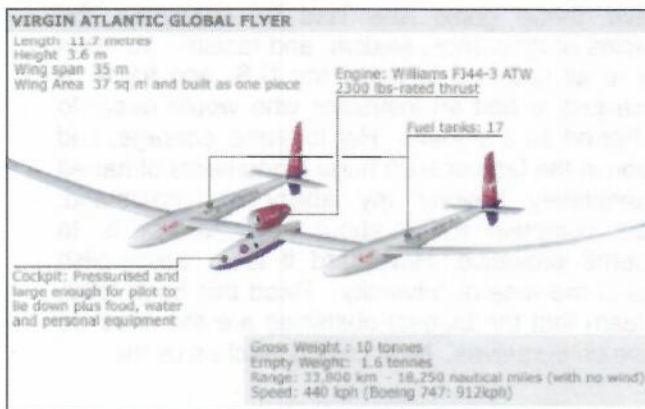 VIRGIN ATLANTIC GLOBAL FLYER
Length 11.7 metres
Height 3.6 m
Wing span 35 m
Wing Area 37 sq m and built as one piece
Engine: Williams FJ44-3 ATW
2300 lbs-rated thrust
Fuel tanks: 17
Cockpit: Pressurised and
large enough for pilot to
lie down plus food, water
and personal equipment
Gross Weight : 10 tonnes
Empty Weight: 1.6 tonnes
Range: 33,800 km - 18,250 nautical miles (with no wind)
Speed: 440 kph (Boeing 747: 912kph)